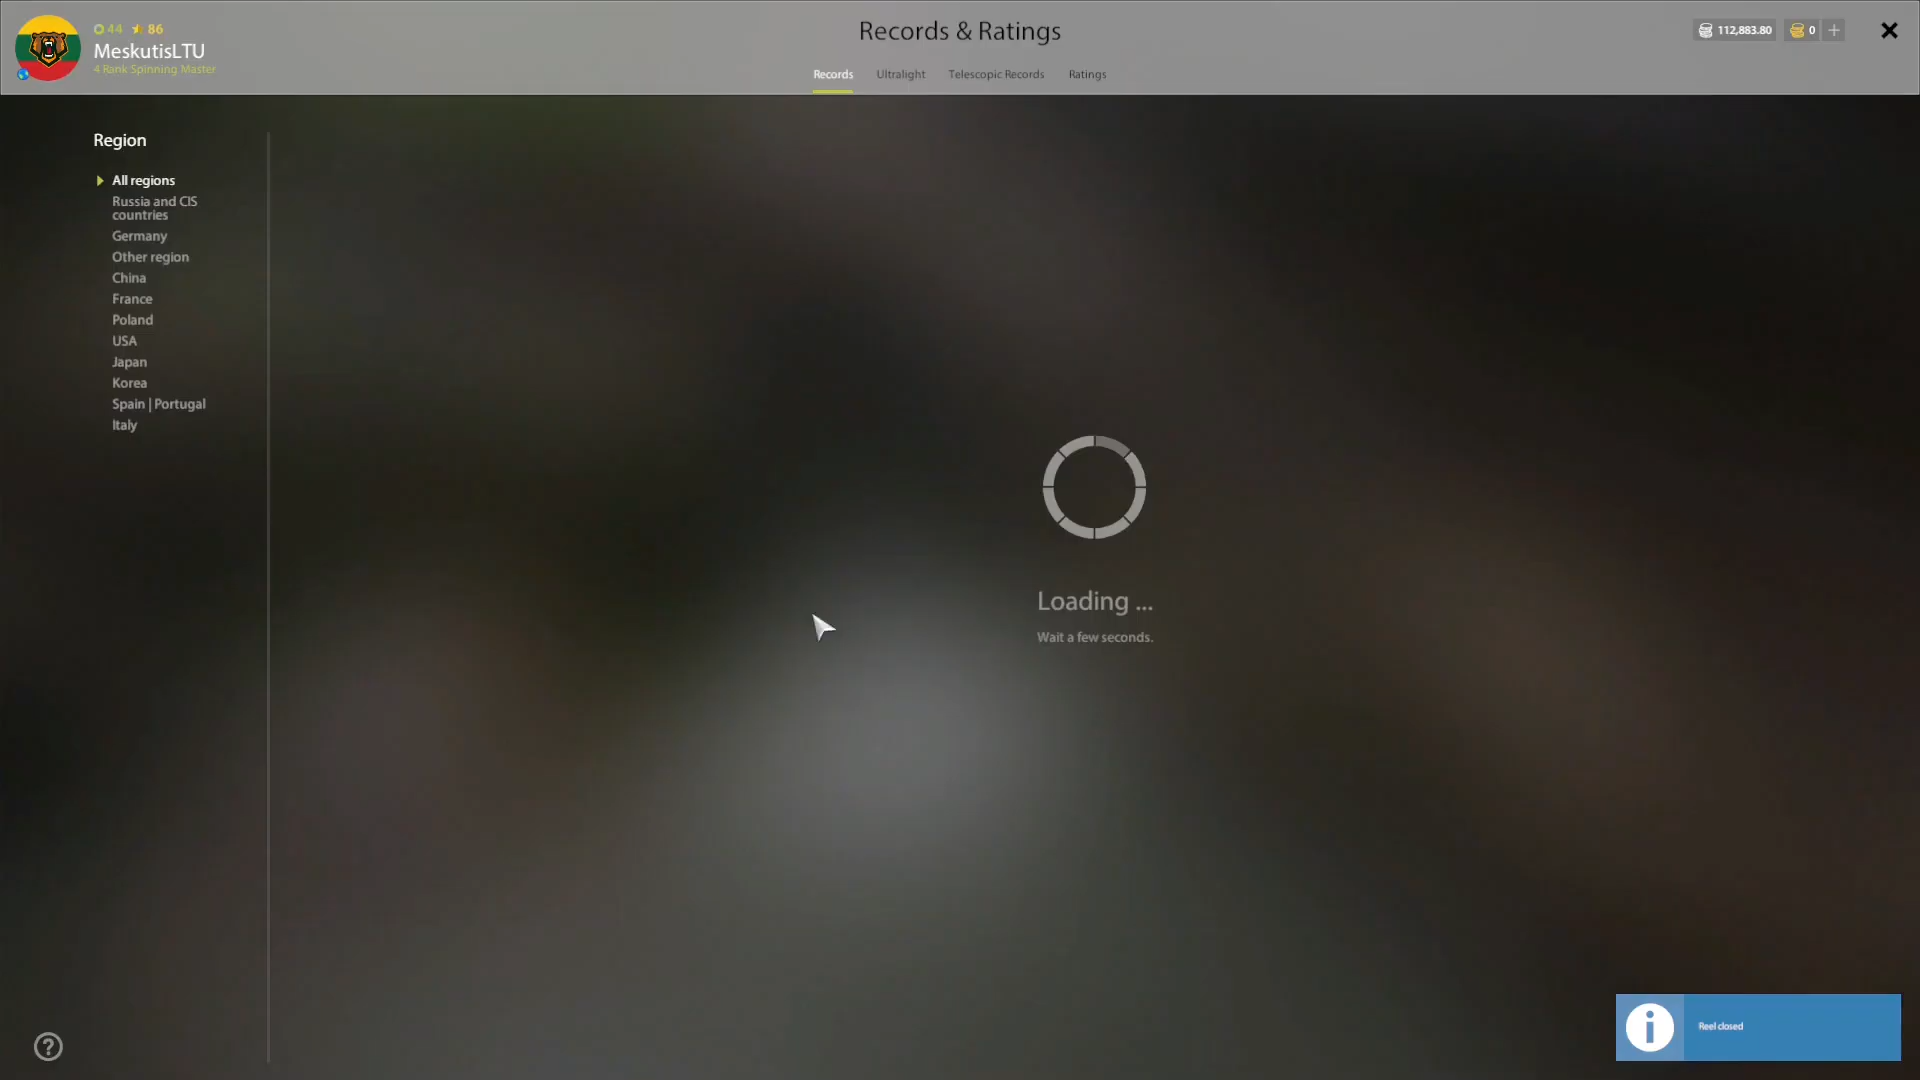 44 86
MeskutisLTU
4 Rank Spinning Master
Records & Ratings
112,883.80 0 +
Records Ultralight Telescopic Records Ratings
Region
All regions
Russia and CIS
countries
Germany
Other region
China
France
Poland
USA
Japan
Korea
Spain | Portugal
Italy
Loading ...
Wait a few seconds.
Reel closed
?